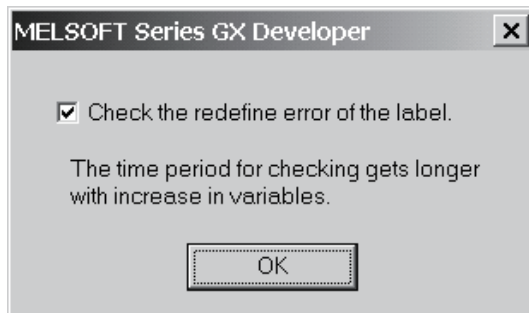 MELSOFT Series GX Developer
Check the redefine error of the label.
The time period for checking gets longer
with increase in variables.
OK